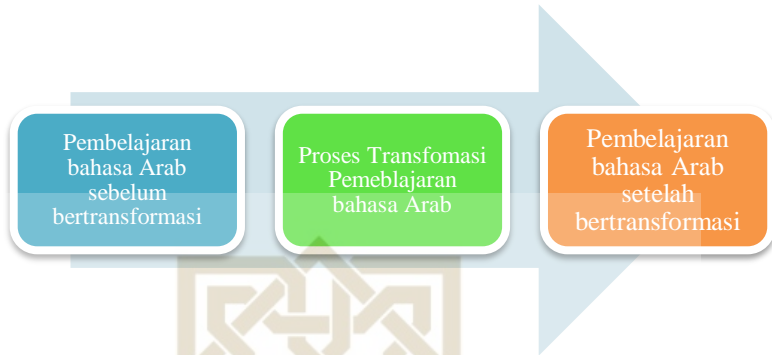 Pembelajaran
bahasa Arab
sebelum
bertransformasi
Proses Transfomasi
Pemeblajaran
bahasa Arab
Pembelajaran
bahasa Arab
setelah
bertransformasi